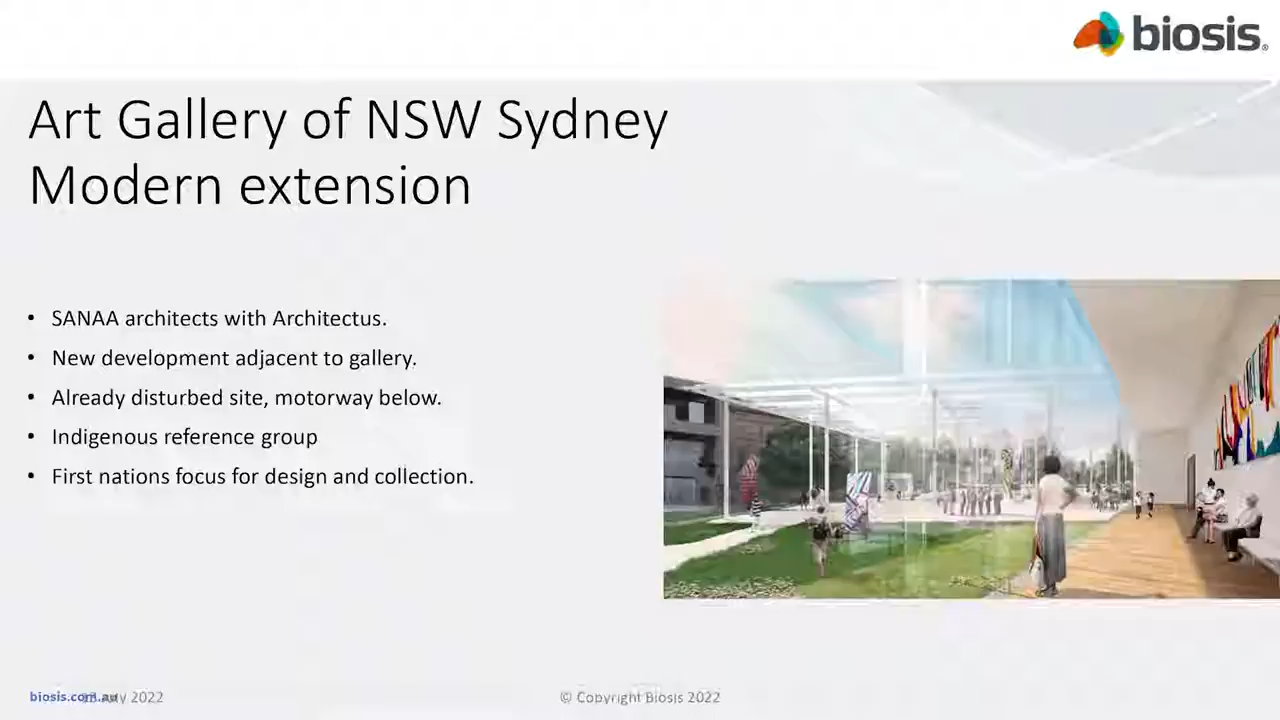 biosis.
Art Gallery of NSW Sydney
Modern extension
• SANAA architects with Architectus.
• New development adjacent to gallery.
• Already disturbed site, motorway below.
• Indigenous reference group
• First nations focus for design and collection.
biosis.com.au July 2022
© Copyright Biosis 2022